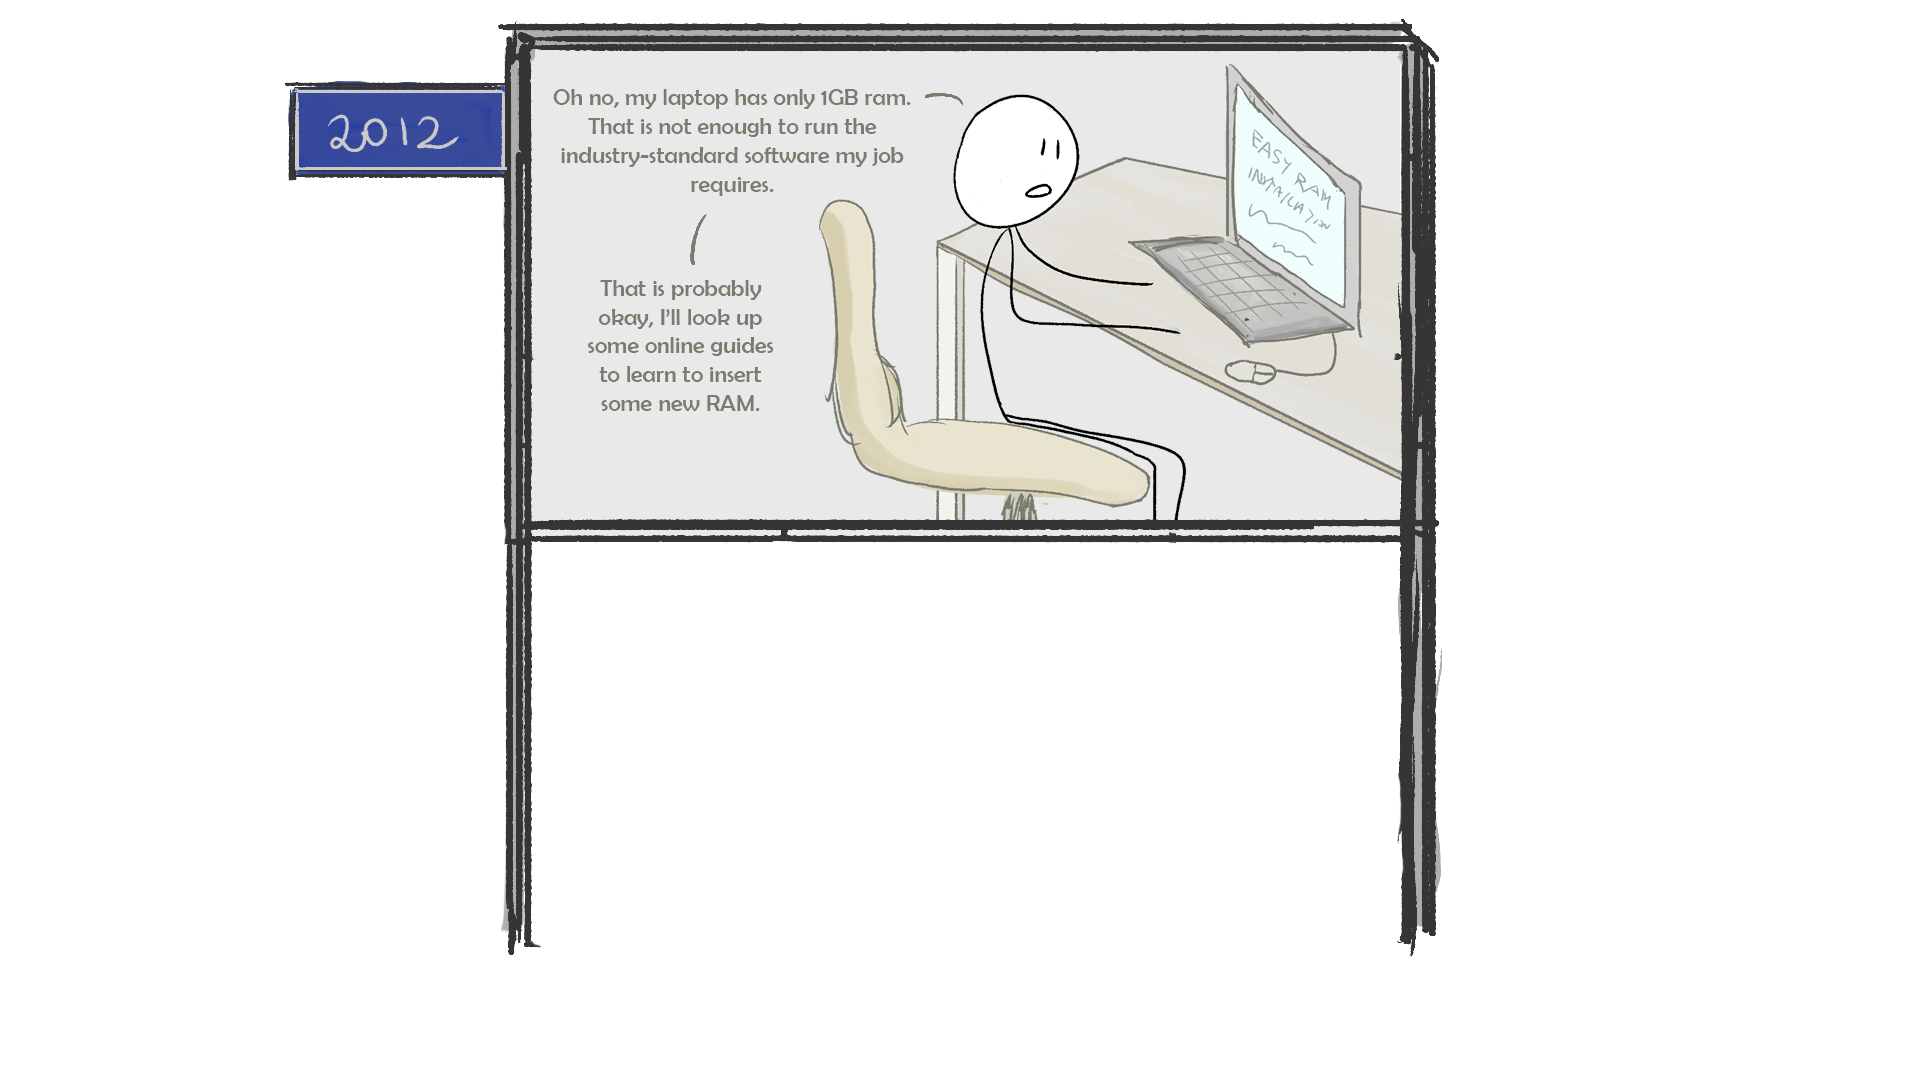 2012
Oh no, my laptop has only 1GB ram.
That is not enough to run the
industry-standard software my job
requires.
That is probably
okay, I'll look up
some online guides
to learn to insert
some new RAM.
EASY RAM
INSTALLATION